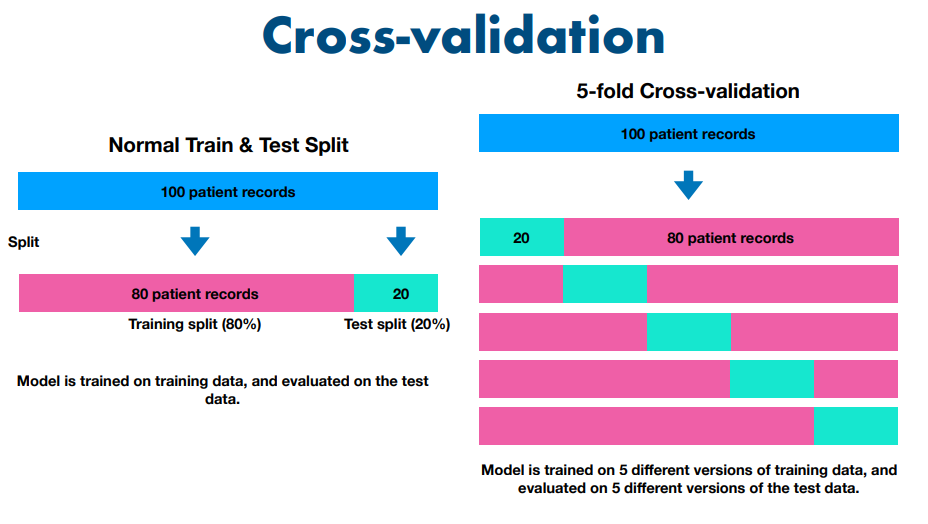 Cross-validation
Normal Train & Test Split
100 patient records
Split
80 patient records
20
Training split (80%)
Test split (20%)
Model is trained on training data, and evaluated on the test
data.
5-fold Cross-validation
100 patient records
20
80 patient records
Model is trained on 5 different versions of training data, and
evaluated on 5 different versions of the test data.